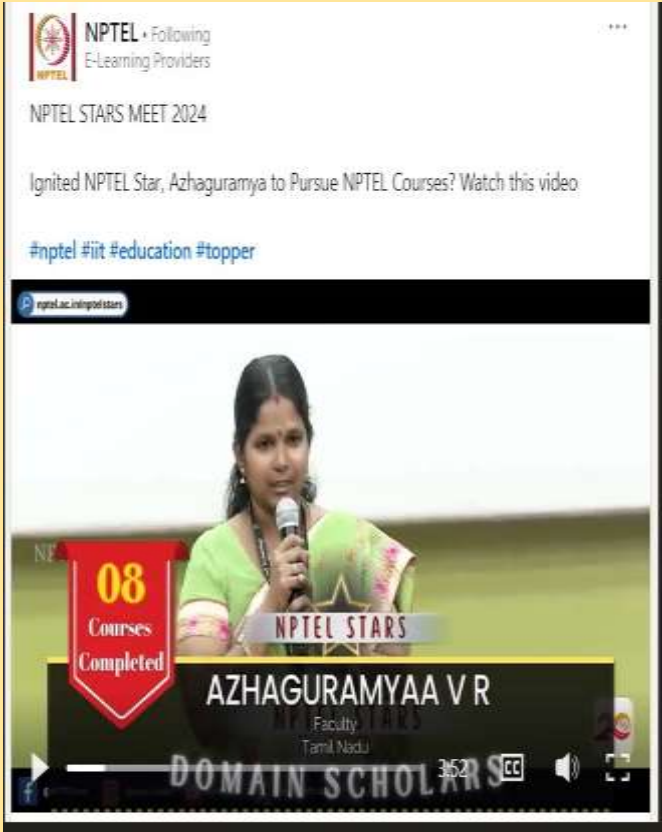 NPTEL • Following
E-Learning Providers
NPTEL
NPTEL STARS MEET 2024
Ignited NPTEL Star, Azhaguramya to Pursue NPTEL Courses? Watch this video
#nptel #iit #education #topper
nptel.ac.in/nptelstars
08
Courses
Completed
NPTEL STARS
AZHAGURAMYAA V R
Faculty
Tamil Nadu
3:52
CC
DOMAIN SCHOLARS